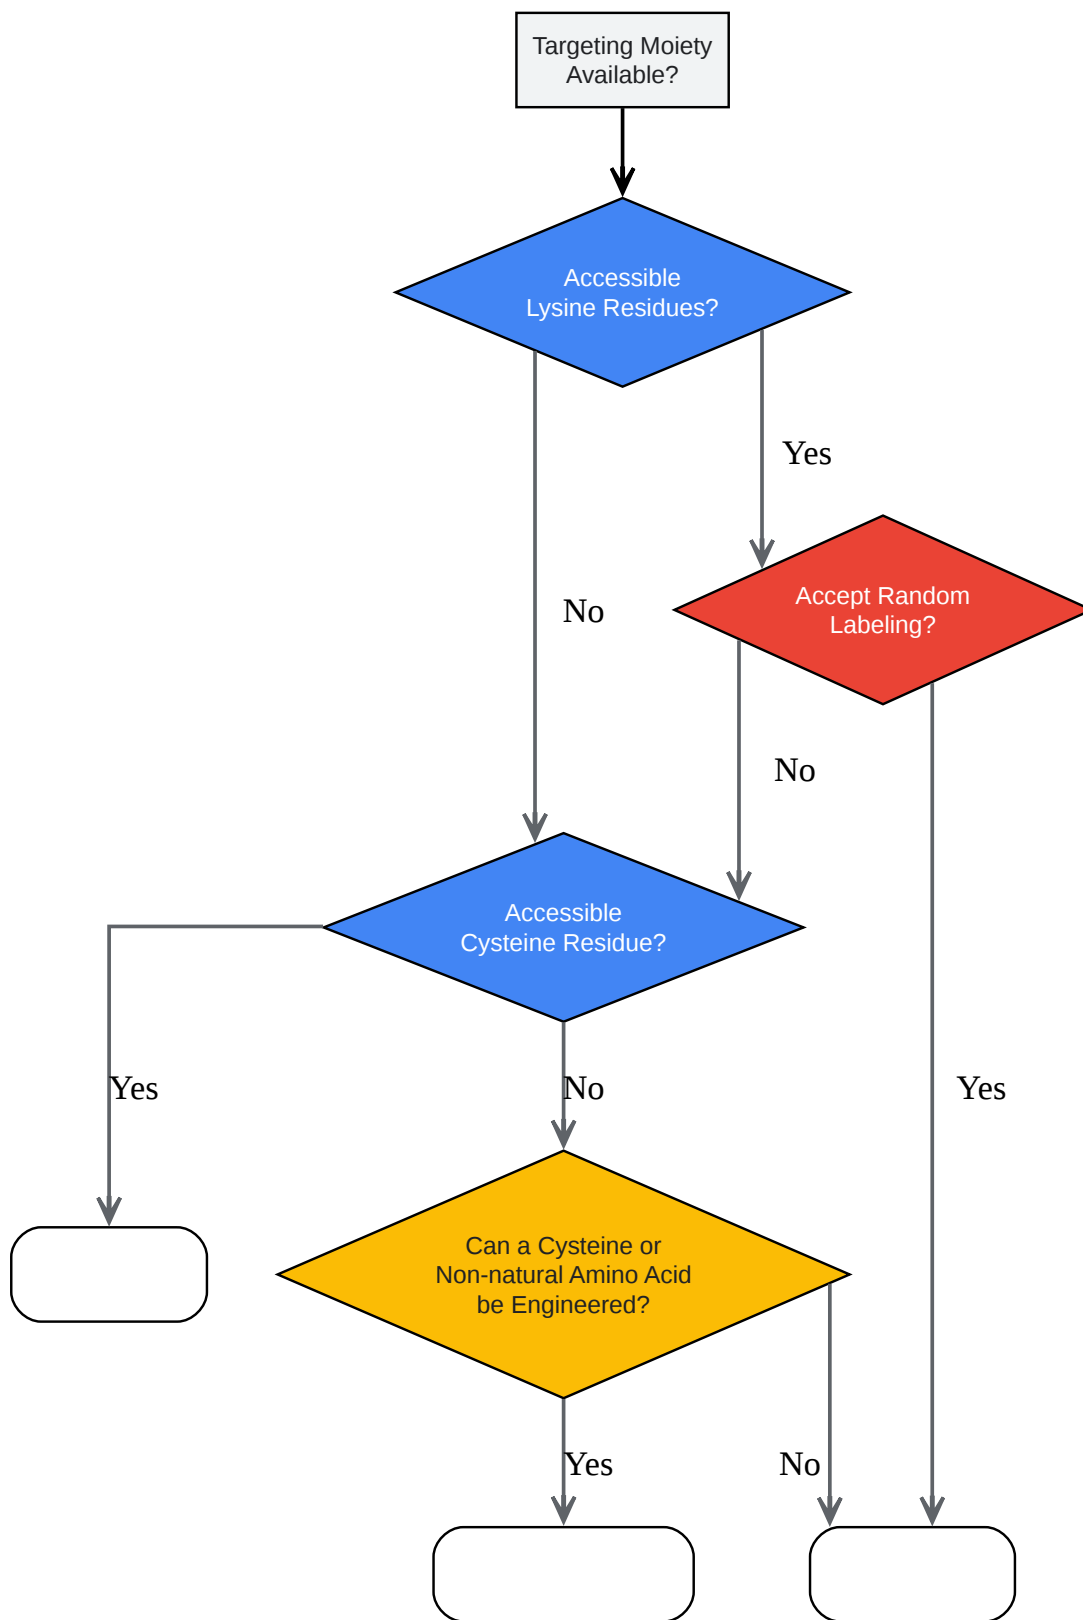 Targeting Moiety
Available?
Accessible
Lysine Residues?
Yes
Accept Random
Labeling?
No
No
Accessible
Cysteine Residue?
Yes
No
Yes
Can a Cysteine or
Non-natural Amino Acid
be Engineered?
Yes
No